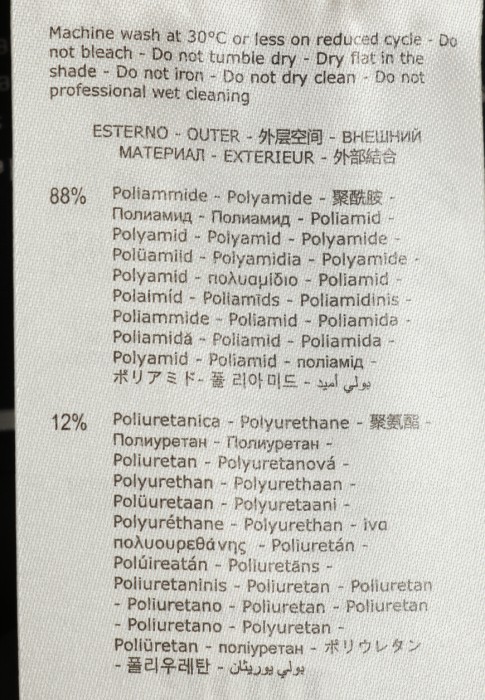 Machine wash at 30°C or less on reduced cycle - Do
not bleach - Do not tumble dry - Dry flat in the
shade - Do not iron - Do not dry clean - Do not
professional wet cleaning
ESTERNO - OUTER - 外层空间 - ВНЕШНИЙ
МАТЕРИАЛ - EXTERIEUR - 外部結合
88% Poliammide - Polyamide - 聚酰胺 -
Полиамид - Полиамид - Poliamid -
Polyamid - Polyamid - Polyamide -
Polüamiid - Polyamidia - Polyamide -
Polyamid - πολυαμίδιο - Poliamid -
Polaimíd - Poliamīds - Poliamidinis -
Poliammide - Poliamid - Poliamida -
Poliamidă - Poliamid - Poliamida -
Polyamid - Poliamid - поліамід -
ポリアミド- 폴 리아미드 - بولي أميد
12% Poliuretanica - Polyurethane - 聚氨酯 -
Полиуретан - Полиуретан -
Poliuretan - Polyuretanová -
Polyurethan - Polyurethaan -
Polüuretaan - Polyuretaani -
Polyuréthane - Polyurethan - ίνα
πολυουρεθάνης - Poliuretán -
Polúireatán - Poliuretāns -
Poliuretaninis - Poliuretan - Poliuretan
- Poliuretano - Poliuretan - Poliuretan
- Poliuretano - Polyuretan -
Poliüretan - поліуретан - ポリウレタン
- 폴리우레탄 - بولي يوريثان